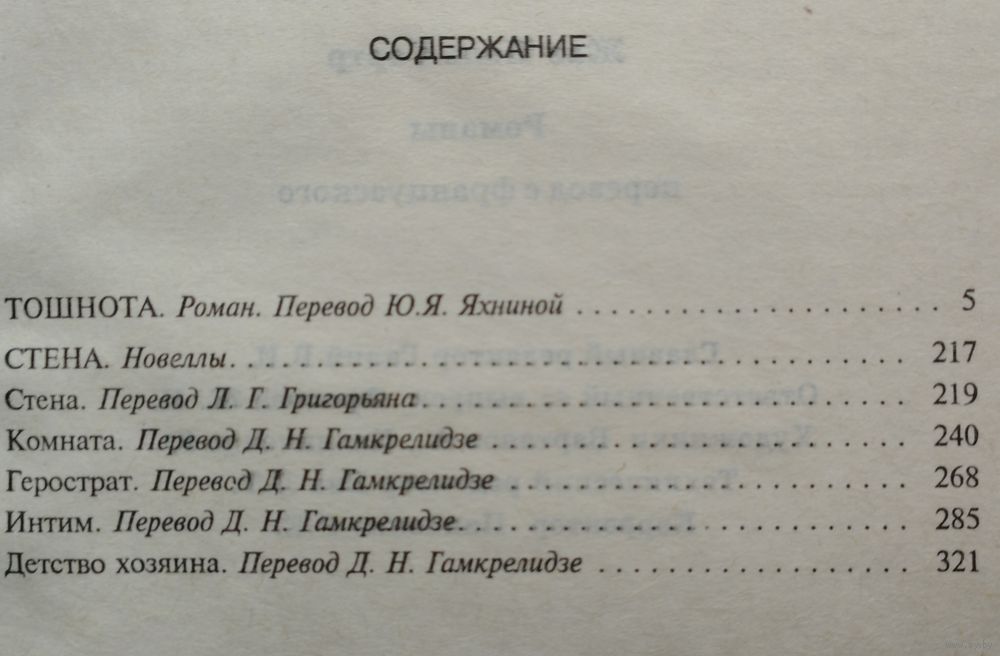 СОДЕРЖАНИЕ
ТОШНОТА. Роман. Перевод Ю.Я. Яхниной . . . . . . . . . . . . . . . 5
СТЕНА. Новеллы. . . . . . . . . . . . . . . . . . . . . . . . . . . . 217
Стена. Перевод Л. Г. Григорьяна . . . . . . . . . . . . . . . . . . . 219
Комната. Перевод Д. Н. Гамкрелидзе . . . . . . . . . . . . . . . . . 240
Герострат. Перевод Д. Н. Гамкрелидзе . . . . . . . . . . . . . . . . 268
Интим. Перевод Д. Н. Гамкрелидзе. . . . . . . . . . . . . . . . . . . 285
Детство хозяина. Перевод Д. Н. Гамкрелидзе . . . . . . . . . . . . 321